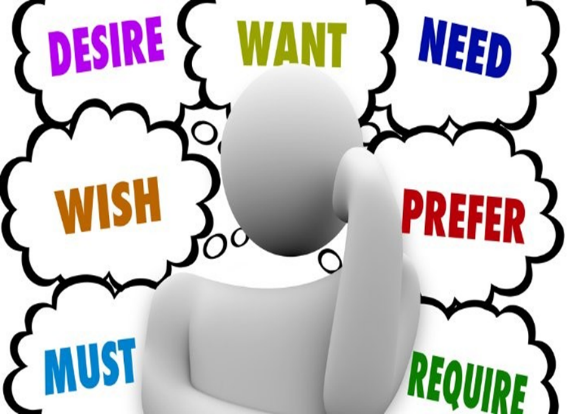 DESIRE
WANT
NEED
WISH
PREFER
MUST
REQUIRE